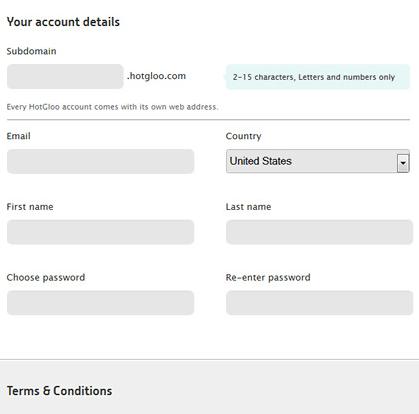 Your account details
Subdomain
.hotgloo.com
2-15 characters, Letters and numbers only
Every HotGloo account comes with its own web address.
Email
Country
United States
First name
Last name
Choose password
Re-enter password
Terms & Conditions